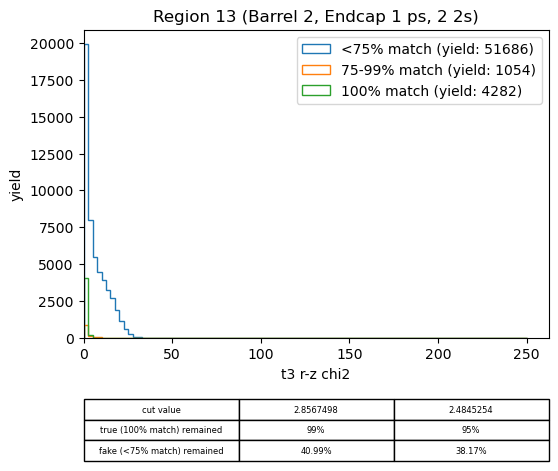 Region 13 (Barrel 2, Endcap 1 ps, 2 2s)
<75% match (yield: 51686)
75-99% match (yield: 1054)
100% match (yield: 4282)
yield
20000
17500
15000
12500
10000
7500
5000
2500
0
0 50 100 150 200 250
t3 r-z chi2
cut value 2.8567498 2.4845254
true (100% match) remained 99% 95%
fake (<75% match) remained 40.99% 38.17%